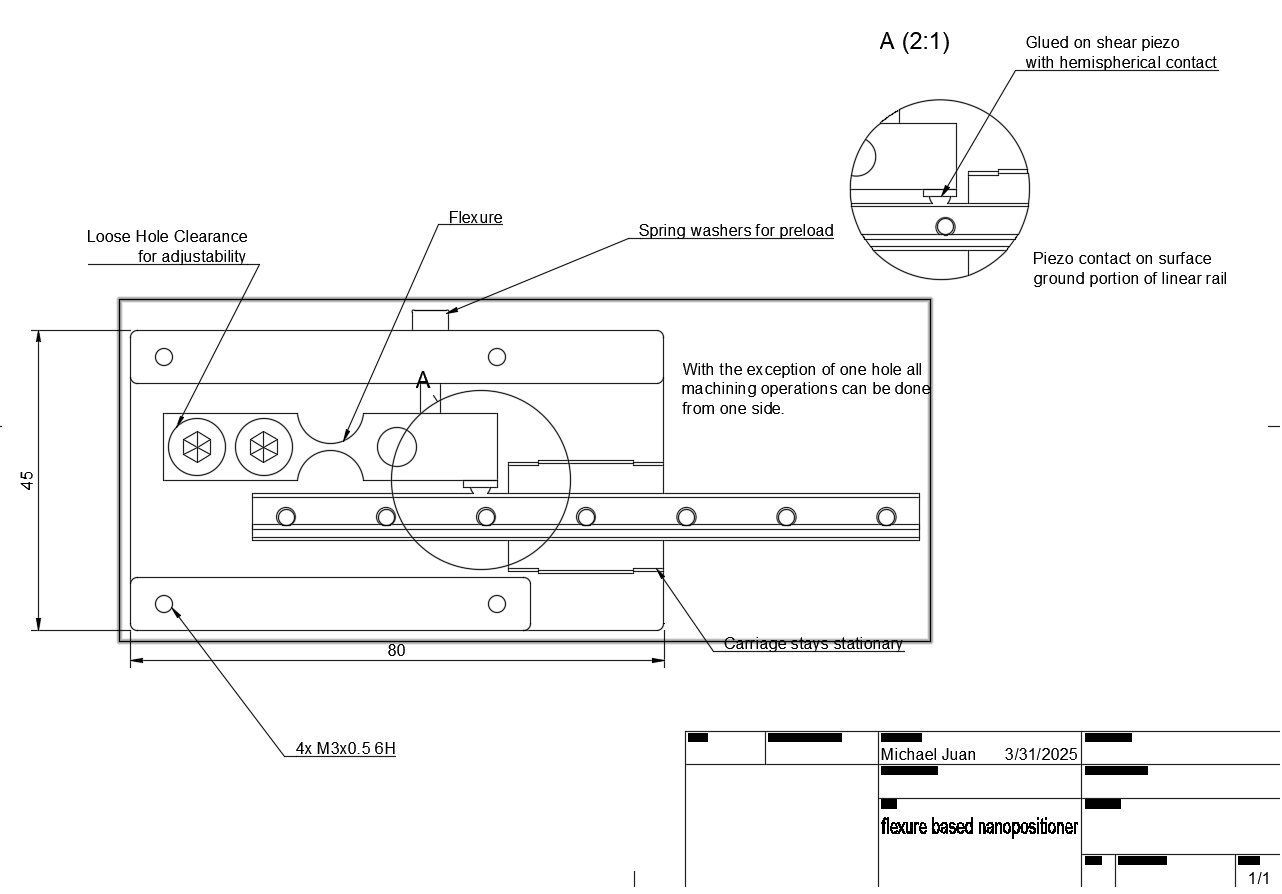 A (2:1)
Glued on shear piezo
with hemispherical contact
Flexure
Spring washers for preload
Loose Hole Clearance
for adjustability
Piezo contact on surface
ground portion of linear rail
With the exception of one hole all
machining operations can be done
from one side.
A
45
Carriage stays stationary
80
4x M3x0.5 6H
Michael Juan 3/31/2025
flexure based nanopositioner
1/1